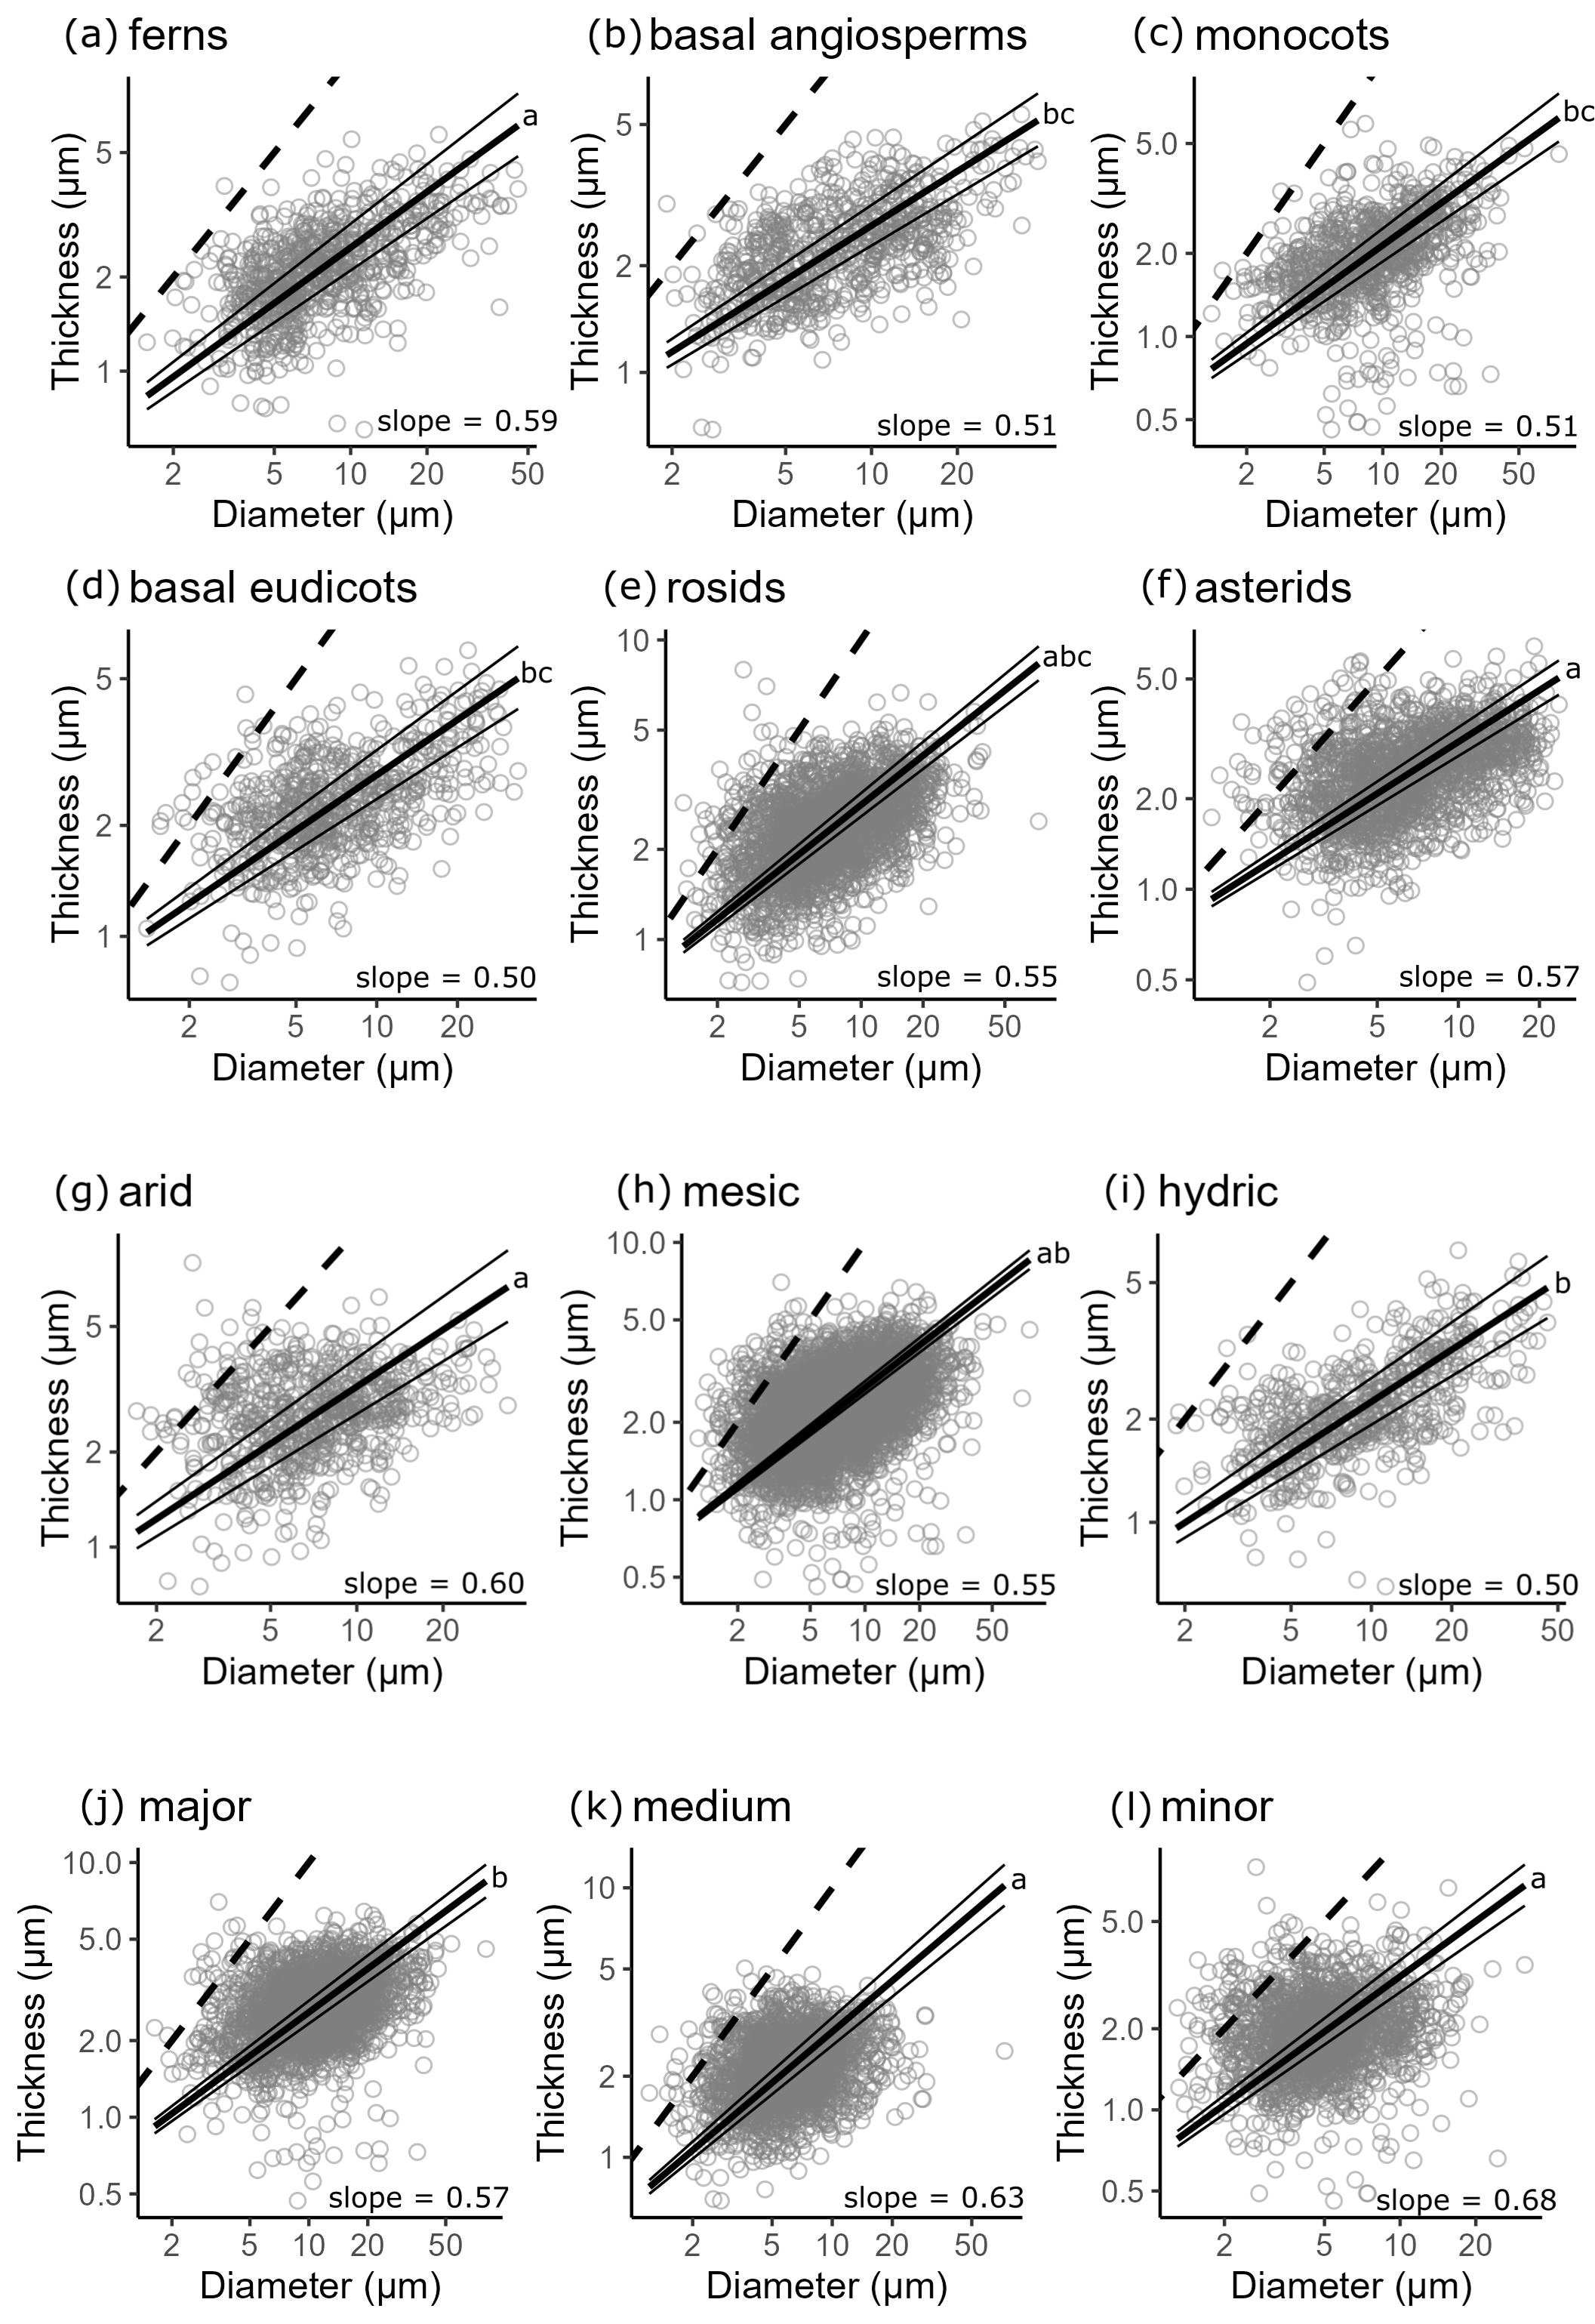 (a) ferns
(b) basal angiosperms
(c) monocots
Thickness (µm)
5
2
1
a
slope = 0.59
2 5 10 20 50
Diameter (µm)
Thickness (µm)
5
2
1
bc
slope = 0.51
2 5 10 20
Diameter (µm)
Thickness (µm)
5.0
2.0
1.0
0.5
bc
slope = 0.51
2 5 10 20 50
Diameter (µm)
(d) basal eudicots
(e) rosids
(f) asterids
Thickness (µm)
5
2
1
bc
slope = 0.50
2 5 10 20
Diameter (µm)
Thickness (µm)
10
5
2
1
abc
slope = 0.55
2 5 10 20 50
Diameter (µm)
Thickness (µm)
5.0
2.0
1.0
0.5
a
slope = 0.57
2 5 10 20
Diameter (µm)
(g) arid
(h) mesic
(i) hydric
Thickness (µm)
5
2
1
a
slope = 0.60
2 5 10 20
Diameter (µm)
Thickness (µm)
10.0
5.0
2.0
1.0
0.5
ab
slope = 0.55
2 5 10 20 50
Diameter (µm)
Thickness (µm)
5
2
1
b
slope = 0.50
2 5 10 20 50
Diameter (µm)
(j) major
(k) medium
(l) minor
Thickness (µm)
10.0
5.0
2.0
1.0
0.5
b
slope = 0.57
2 5 10 20 50
Diameter (µm)
Thickness (µm)
10
5
2
1
a
slope = 0.63
2 5 10 20 50
Diameter (µm)
Thickness (µm)
5.0
2.0
1.0
0.5
a
slope = 0.68
2 5 10 20
Diameter (µm)